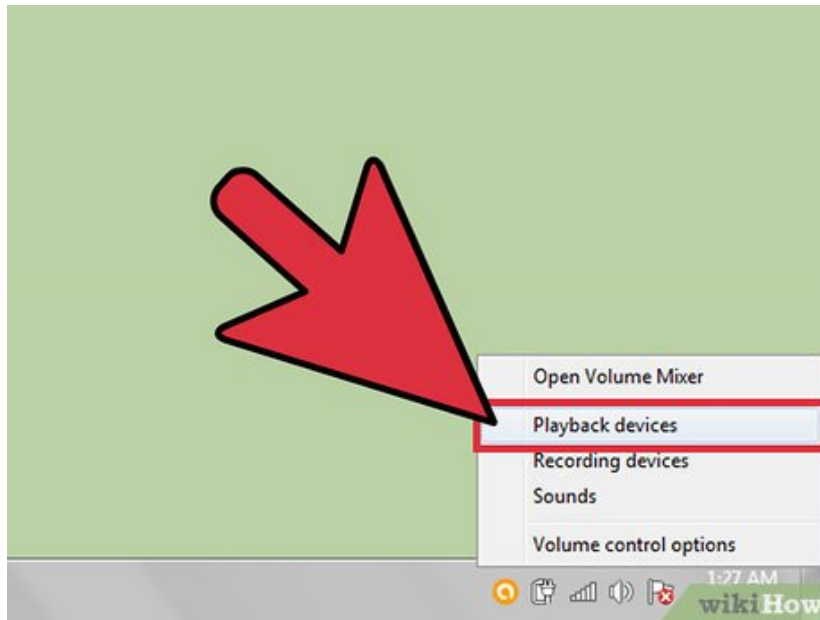 Open Volume Mixer
Playback devices
Recording devices
Sounds
Volume control options
1:27 AM
wikiHow